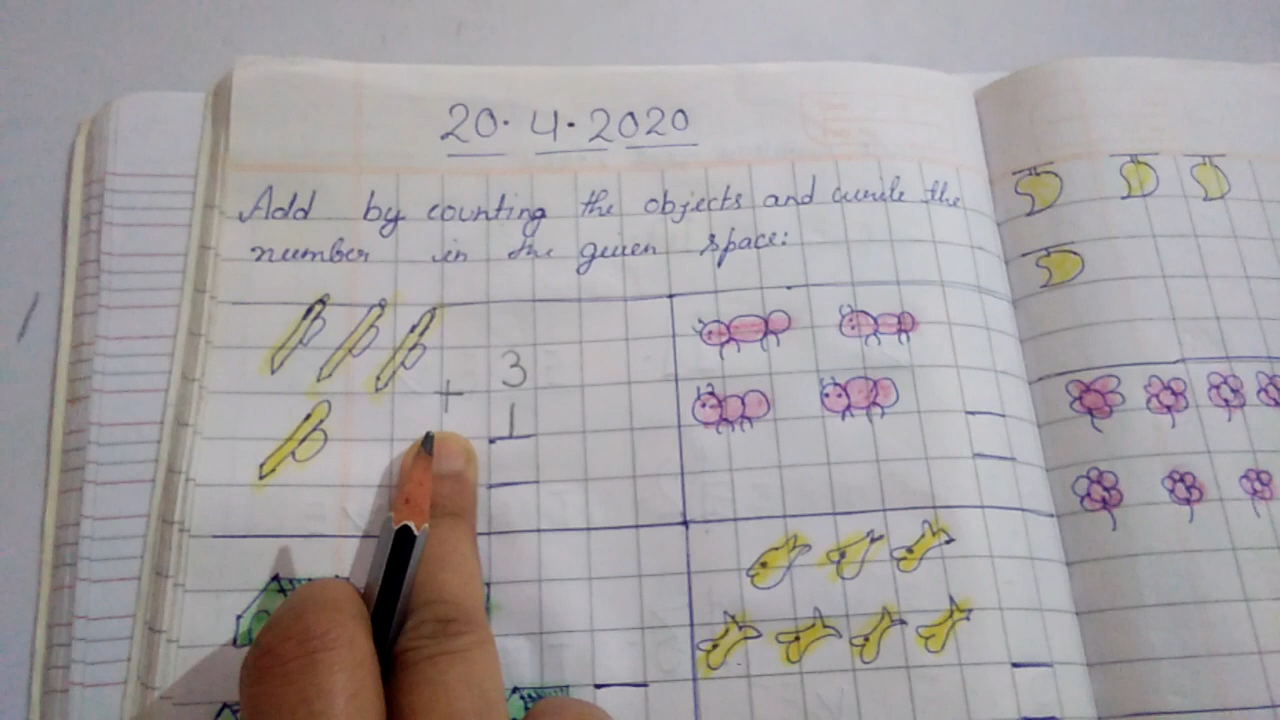 20. 4. 2020
Add by counting the objects and write the
number in the given space:
3
+
1